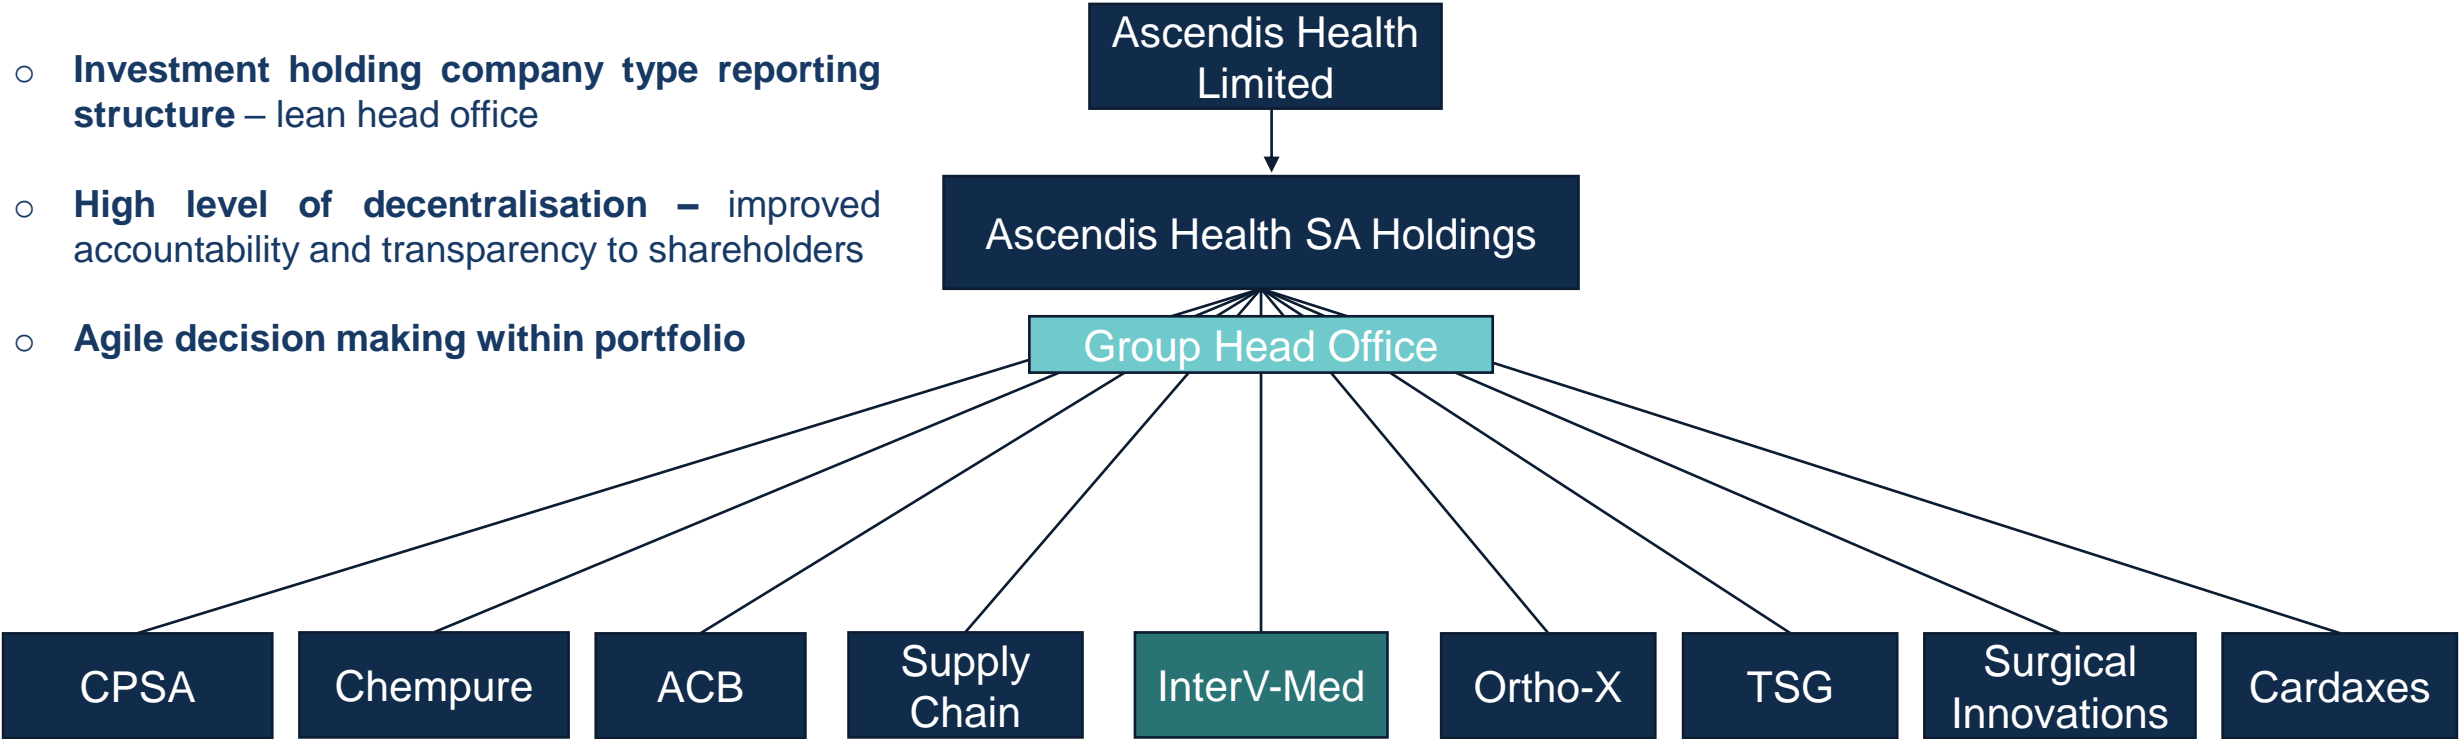 ○ Investment holding company type reporting
structure – lean head office
○ High level of decentralisation – improved
accountability and transparency to shareholders
○ Agile decision making within portfolio
Ascendis Health
Limited
Ascendis Health SA Holdings
Group Head Office
CPSA
Chempure
ACB
Supply
Chain
InterV-Med
Ortho-X
TSG
Surgical
Innovations
Cardaxes